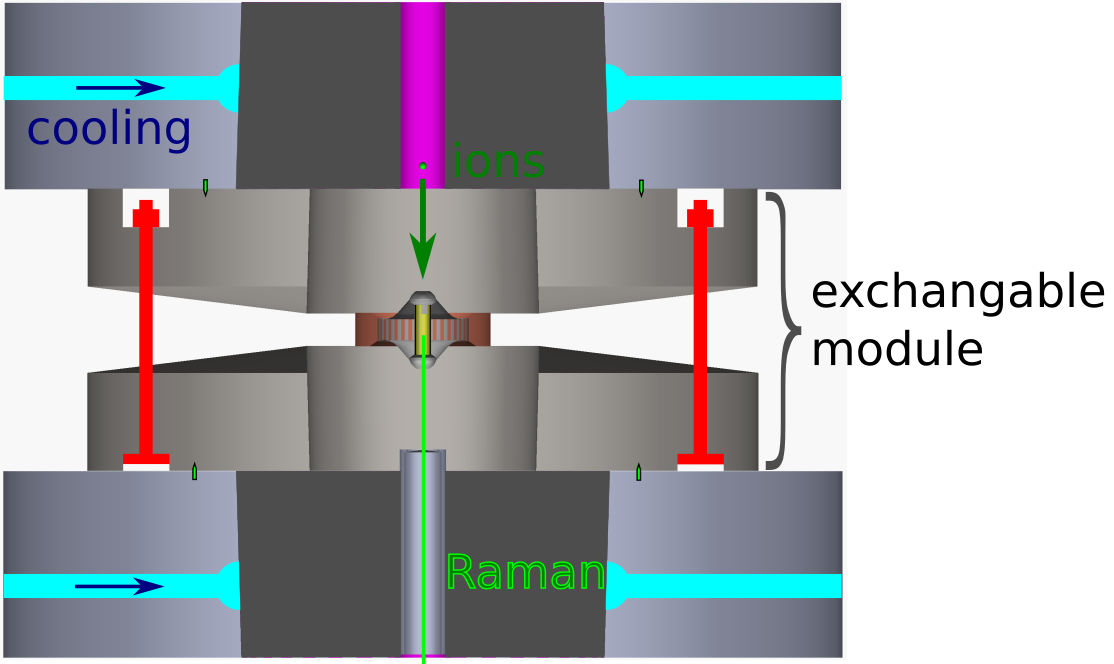 cooling
ions
exchangable
module
Raman